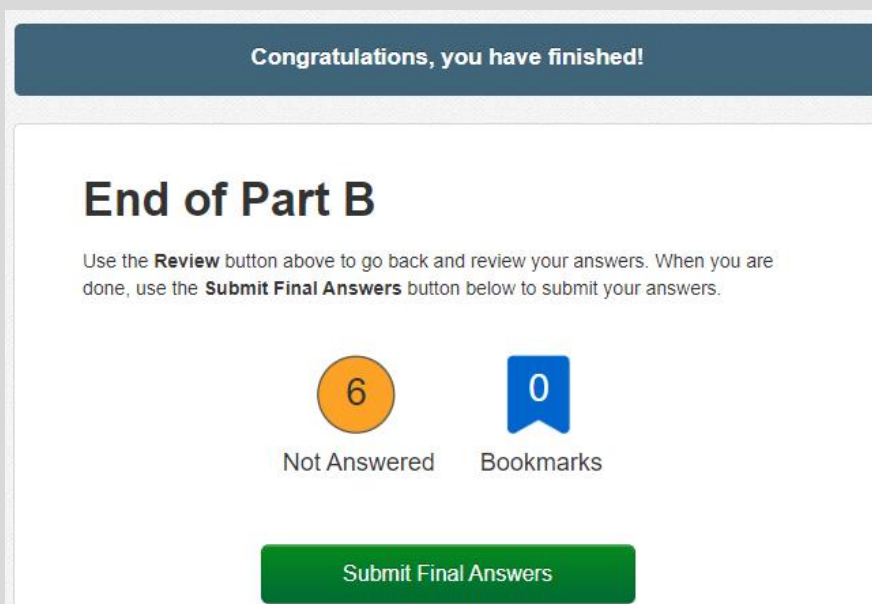 Congratulations, you have finished!
End of Part B
Use the Review button above to go back and review your answers. When you are
done, use the Submit Final Answers button below to submit your answers.
6
0
Not Answered
Bookmarks
Submit Final Answers